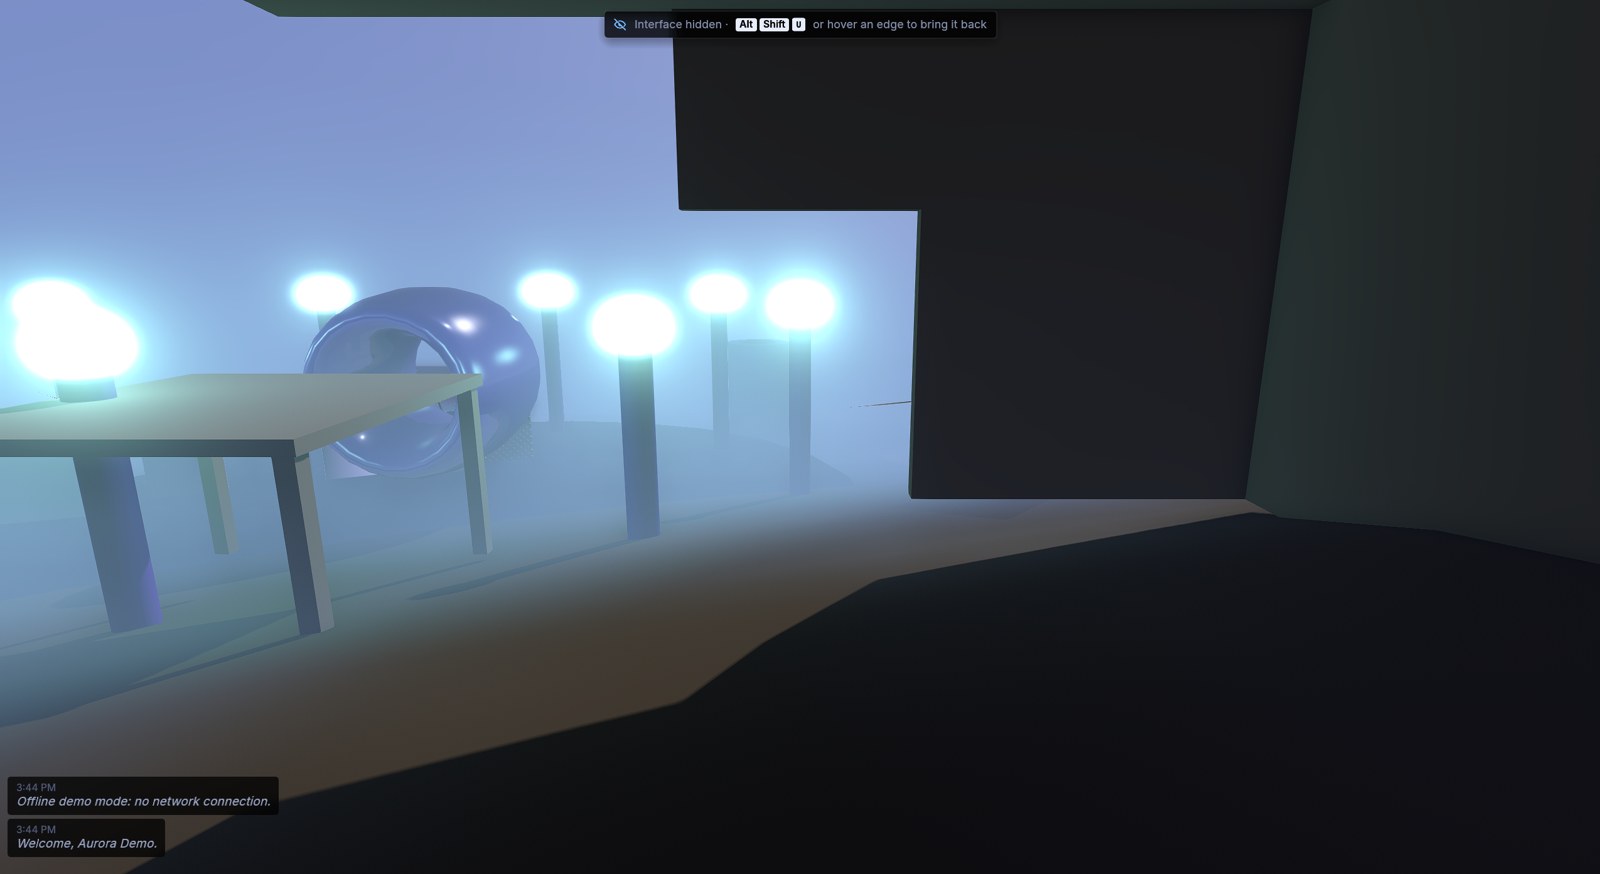 Interface hidden · Alt Shift U or hover an edge to bring it back
3:44 PM
Offline demo mode: no network connection.
3:44 PM
Welcome, Aurora Demo.